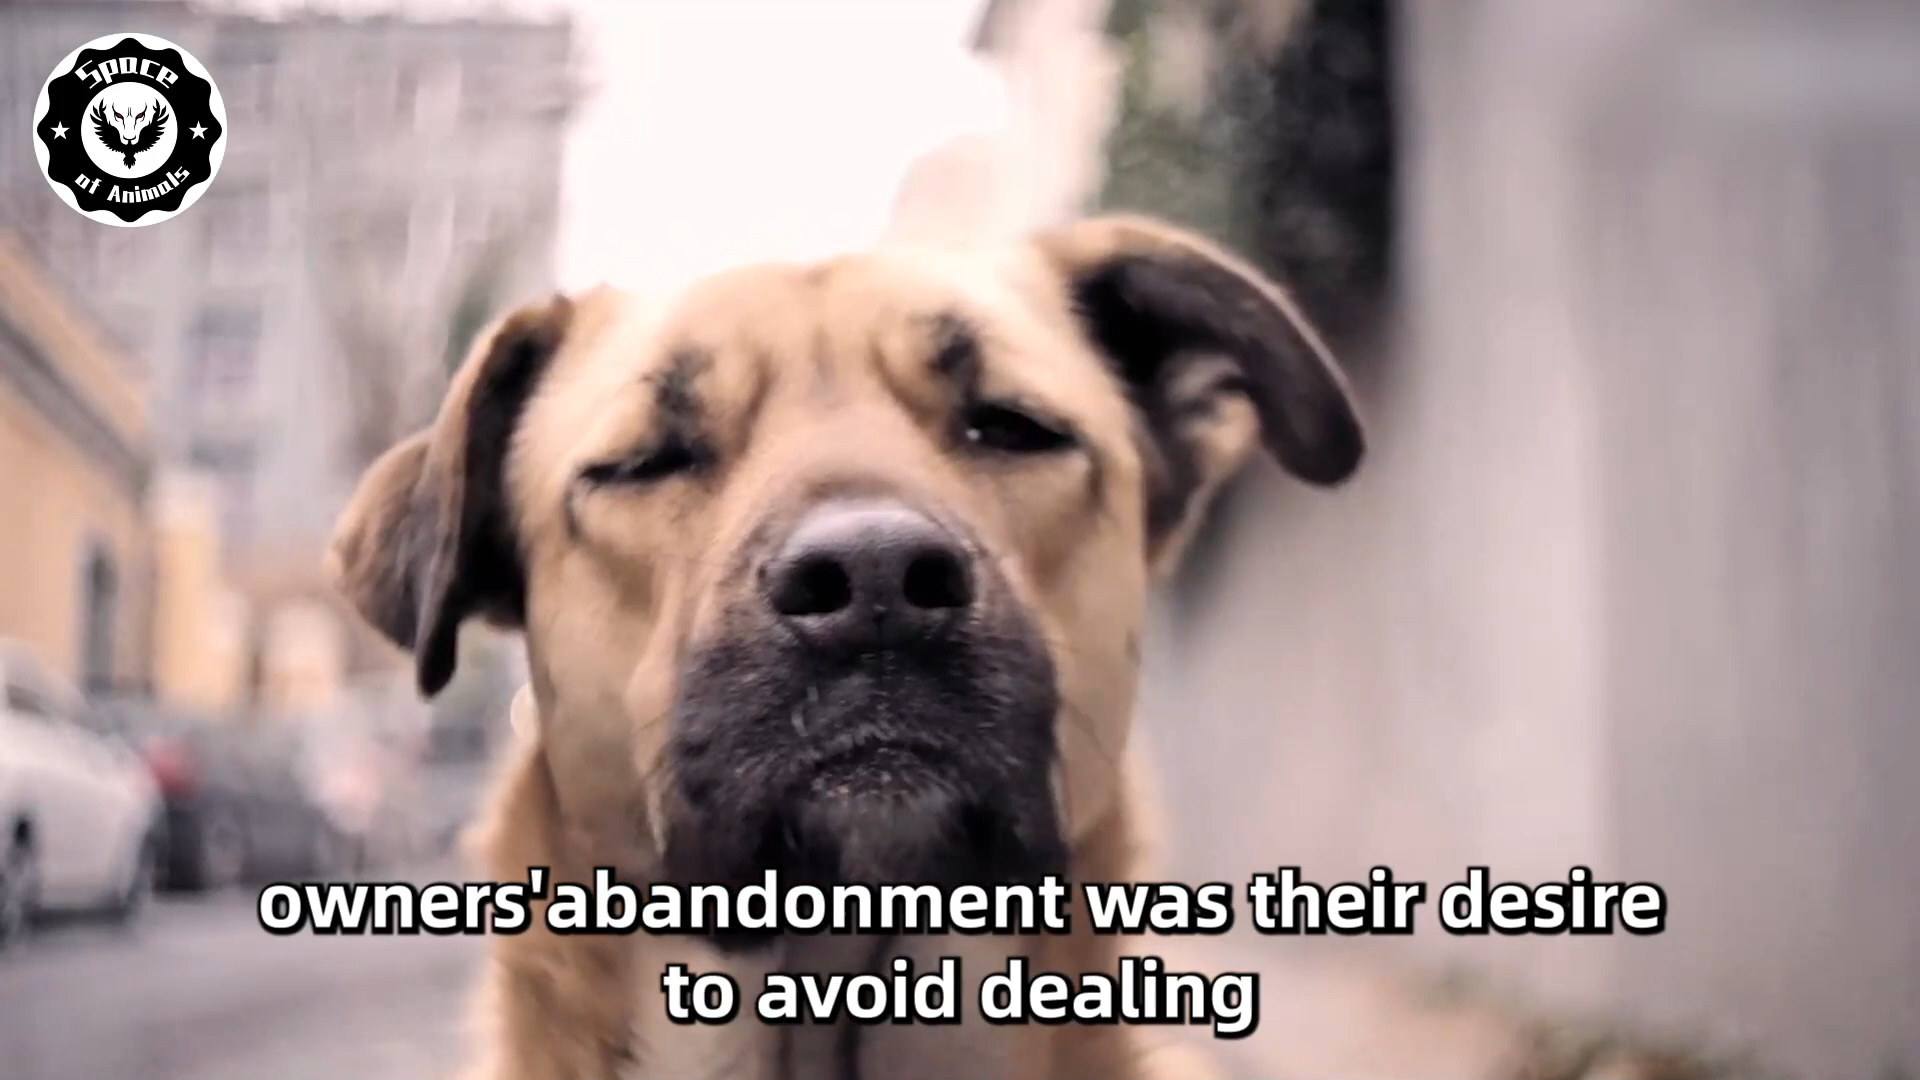 Space
of Animals
owners'abandonment was their desire
to avoid dealing